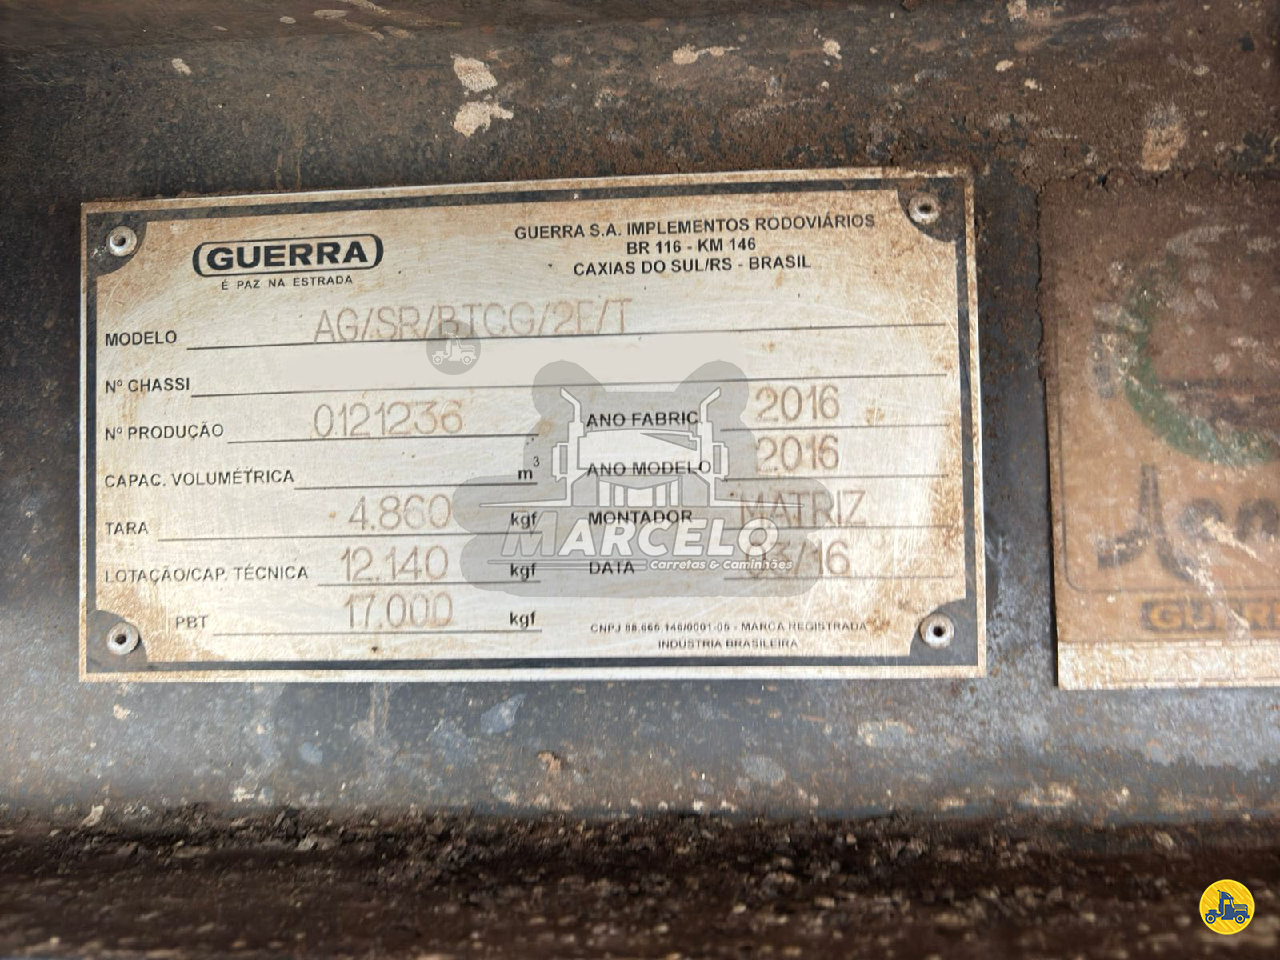 GUERRA
É PAZ NA ESTRADA
GUERRA S.A. IMPLEMENTOS RODOVIÁRIOS
BR 116 - KM 146
CAXIAS DO SUL/RS - BRASIL
MODELO AG/SR/BTCG/2E/T
Nº CHASSI
Nº PRODUÇÃO 0121236 ANO FABRIC 2016
CAPAC. VOLUMÉTRICA m³ ANO MODELO 2016
TARA 4.860 kgf MONTADOR MATRIZ
LOTAÇÃO/CAP. TÉCNICA 12.140 kgf DATA 03/16
PBT 17.000 kgf
MARCA REGISTRADA
INDÚSTRIA BRASILEIRA
MARCELO
Carretas & Caminhões